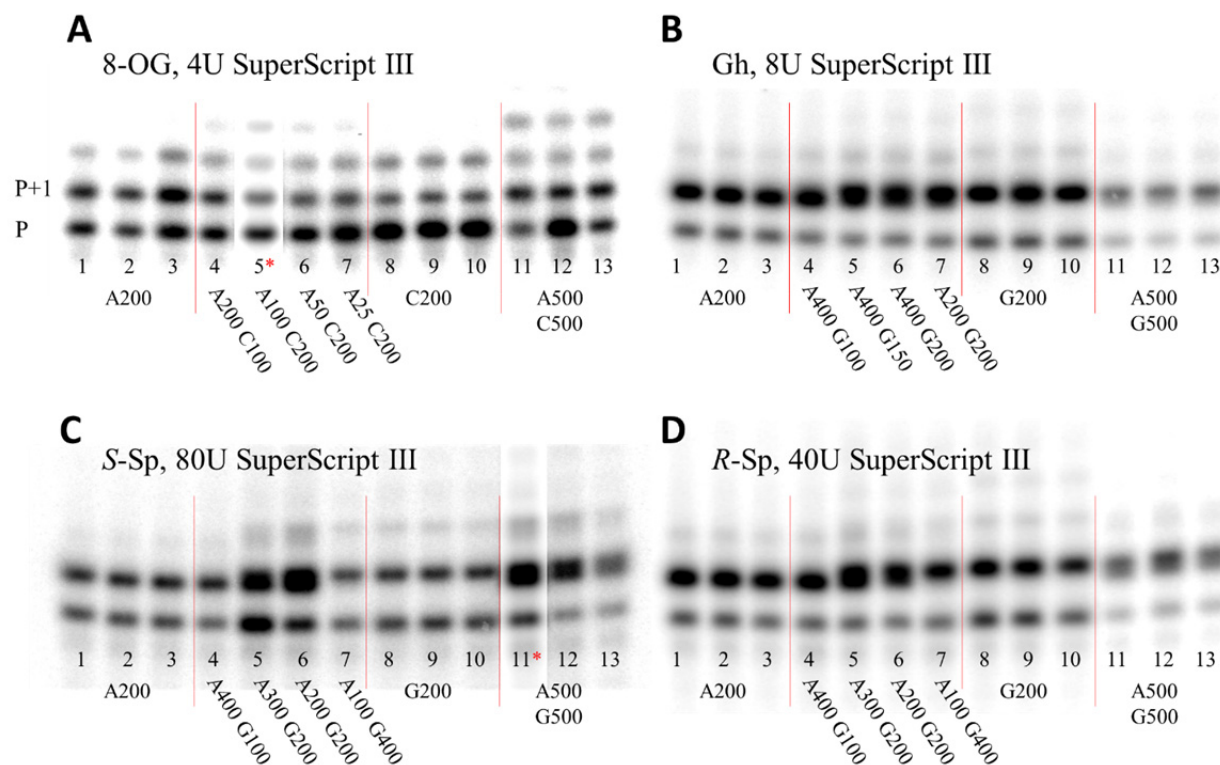 A
8-OG, 4U SuperScript III
P+1
P
1 2 3 4 5* 6 7 8 9 10 11 12 13
A200
A200 C100
A100 C200
A50 C200
A25 C200
C200
A500
C500
B
Gh, 8U SuperScript III
1 2 3 4 5 6 7 8 9 10 11 12 13
A200
A400 G100
A400 G150
A400 G200
A200 G200
G200
A500
G500
C
S-Sp, 80U SuperScript III
1 2 3 4 5 6 7 8 9 10 11* 12 13
A200
A400 G100
A300 G200
A200 G200
A100 G400
G200
A500
G500
D
R-Sp, 40U SuperScript III
1 2 3 4 5 6 7 8 9 10 11 12 13
A200
A400 G100
A300 G200
A200 G200
A100 G400
G200
A500
G500